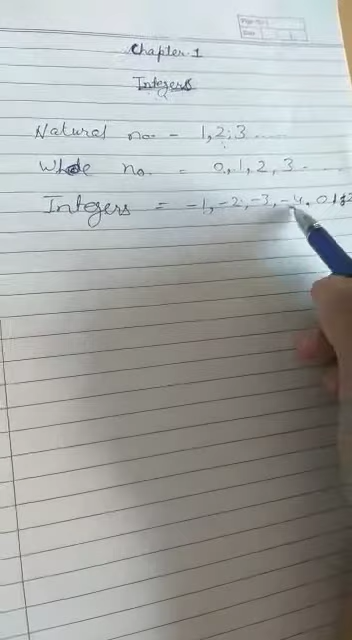 Chapter-1
Integers
Natural no. - 1, 2, 3 .....
Whole no. = 0, 1, 2, 3 .....
Integers = -1, -2, -3, -4, 0, 1, 2